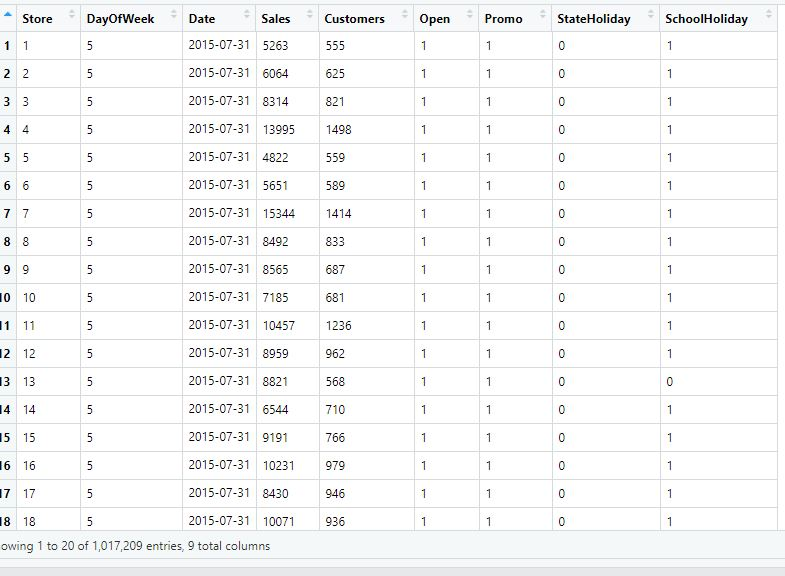 Store DayOfWeek Date Sales Customers Open Promo StateHoliday SchoolHoliday
1 1 5 2015-07-31 5263 555 1 1 0 1
2 2 5 2015-07-31 6064 625 1 1 0 1
3 3 5 2015-07-31 8314 821 1 1 0 1
4 4 5 2015-07-31 13995 1498 1 1 0 1
5 5 5 2015-07-31 4822 559 1 1 0 1
6 6 5 2015-07-31 5651 589 1 1 0 1
7 7 5 2015-07-31 15344 1414 1 1 0 1
8 8 5 2015-07-31 8492 833 1 1 0 1
9 9 5 2015-07-31 8565 687 1 1 0 1
10 10 5 2015-07-31 7185 681 1 1 0 1
11 11 5 2015-07-31 10457 1236 1 1 0 1
12 12 5 2015-07-31 8959 962 1 1 0 1
13 13 5 2015-07-31 8821 568 1 1 0 0
14 14 5 2015-07-31 6544 710 1 1 0 1
15 15 5 2015-07-31 9191 766 1 1 0 1
16 16 5 2015-07-31 10231 979 1 1 0 1
17 17 5 2015-07-31 8430 946 1 1 0 1
18 18 5 2015-07-31 10071 936 1 1 0 1
owing 1 to 20 of 1,017,209 entries, 9 total columns